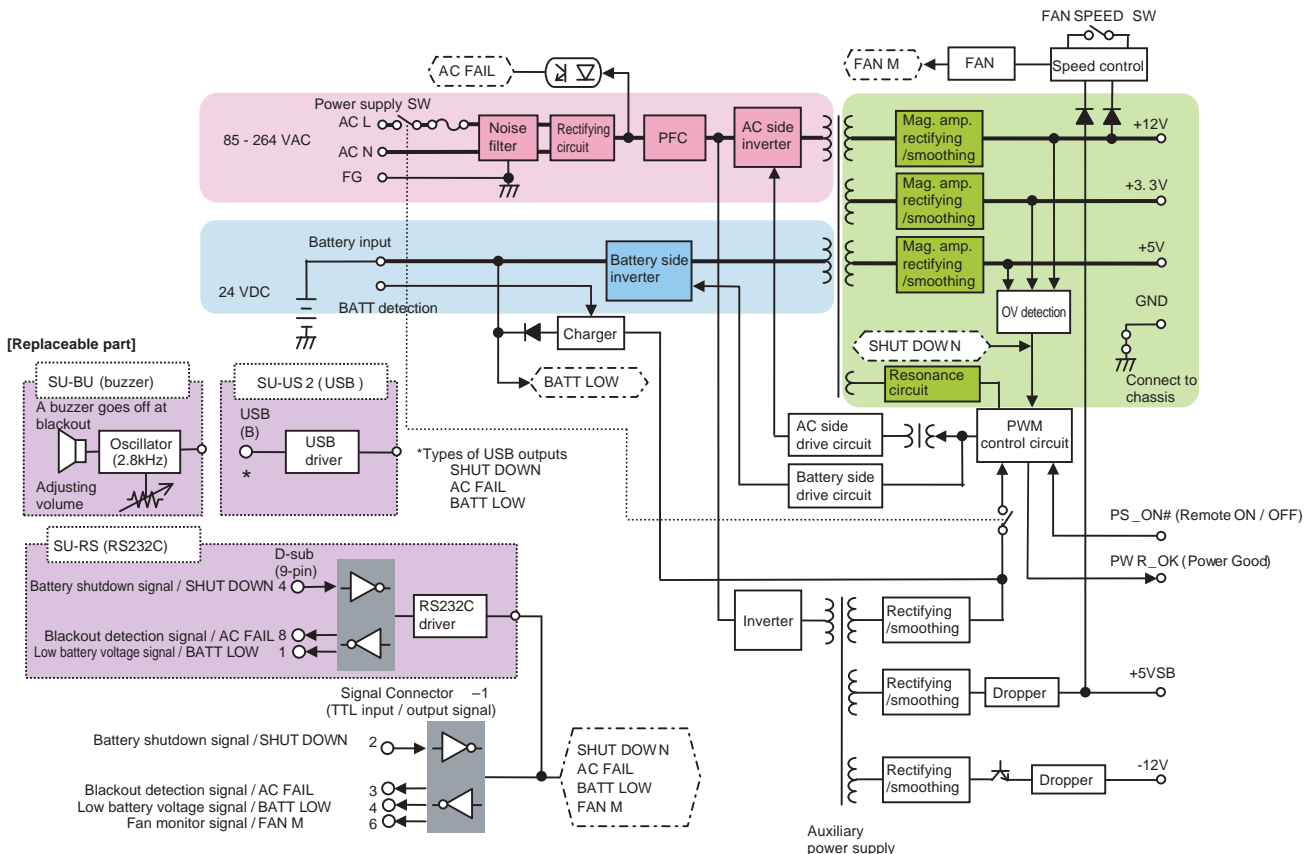 FAN SPEED SW
AC FAIL
FAN M
FAN
Speed control
Power supply SW
AC L
85 - 264 VAC
AC N
FG
Noise
filter
Rectifying
circuit
PFC
AC side
inverter
Mag. amp.
rectifying
/smoothing
+12V
Mag. amp.
rectifying
/smoothing
+3. 3V
Battery input
24 VDC
BATT detection
Battery side
inverter
Mag. amp.
rectifying
/smoothing
+5V
OV detection
GND
Charger
SHUT DOWN
BATT LOW
Resonance
circuit
Connect to
chassis
[Replaceable part]
SU-BU (buzzer)
A buzzer goes off at
blackout
Oscillator
(2.8kHz)
Adjusting
volume
SU-US 2 (USB )
USB
(B)
*
USB
driver
*Types of USB outputs
SHUT DOWN
AC FAIL
BATT LOW
AC side
drive circuit
PWM
control circuit
Battery side
drive circuit
PS_ON# (Remote ON / OFF)
PW R_OK (Power Good)
SU-RS (RS232C)
D-sub
(9-pin)
Battery shutdown signal / SHUT DOWN 4
RS232C
driver
Blackout detection signal / AC FAIL 8
Low battery voltage signal / BATT LOW 1
Inverter
Rectifying
/smoothing
Rectifying
/smoothing
Dropper
+5VSB
Signal Connector –1
(TTL input / output signal)
Battery shutdown signal / SHUT DOWN 2
Blackout detection signal / AC FAIL 3
Low battery voltage signal / BATT LOW 4
Fan monitor signal / FAN M 6
SHUT DOWN
AC FAIL
BATT LOW
FAN M
Rectifying
/smoothing
Dropper
-12V
Auxiliary
power supply